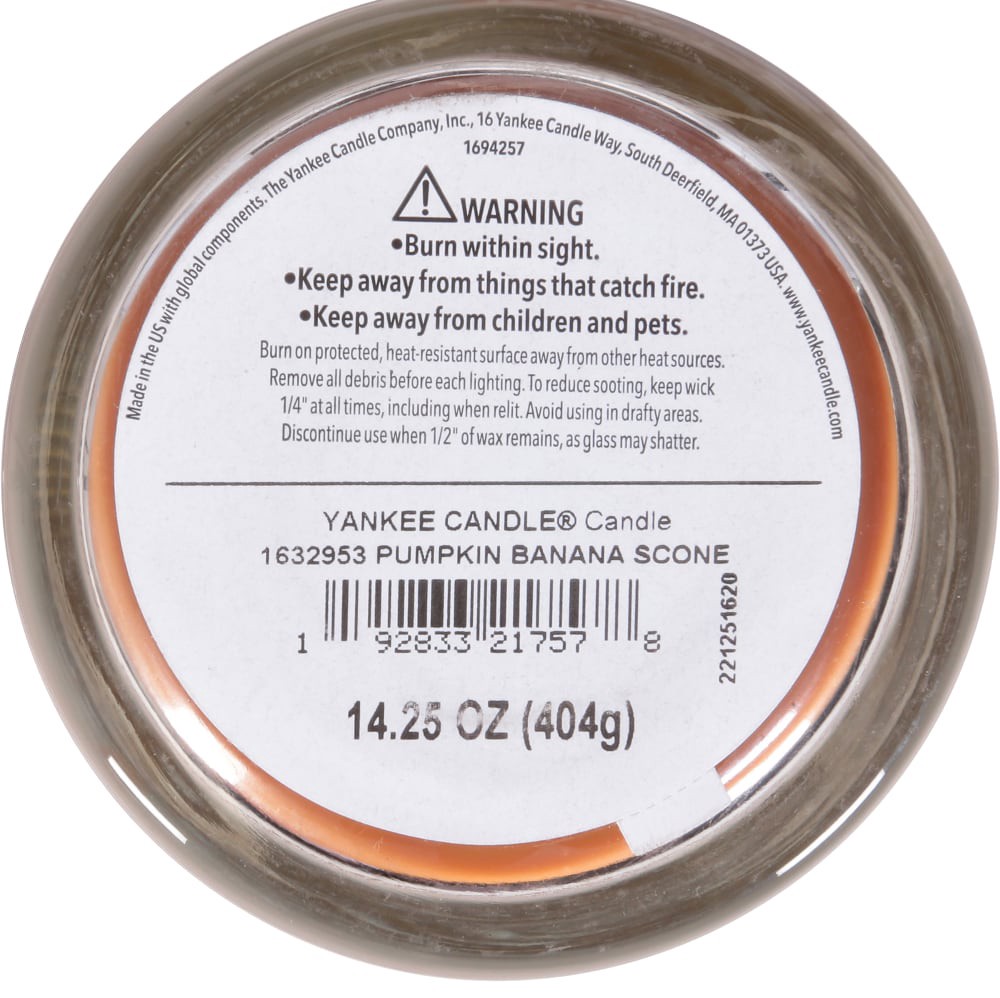 Made in the US with global components. The Yankee Candle Company, Inc., 16 Yankee Candle Way, South Deerfield, MA 01373 USA. www.yankeecandle.com
1694257
WARNING
•Burn within sight.
•Keep away from things that catch fire.
•Keep away from children and pets.
Burn on protected, heat-resistant surface away from other heat sources.
Remove all debris before each lighting. To reduce sooting, keep wick
1/4" at all times, including when relit. Avoid using in drafty areas.
Discontinue use when 1/2" of wax remains, as glass may shatter.
YANKEE CANDLE® Candle
1632953 PUMPKIN BANANA SCONE
1 92833 21757 8
221251620
14.25 OZ (404g)